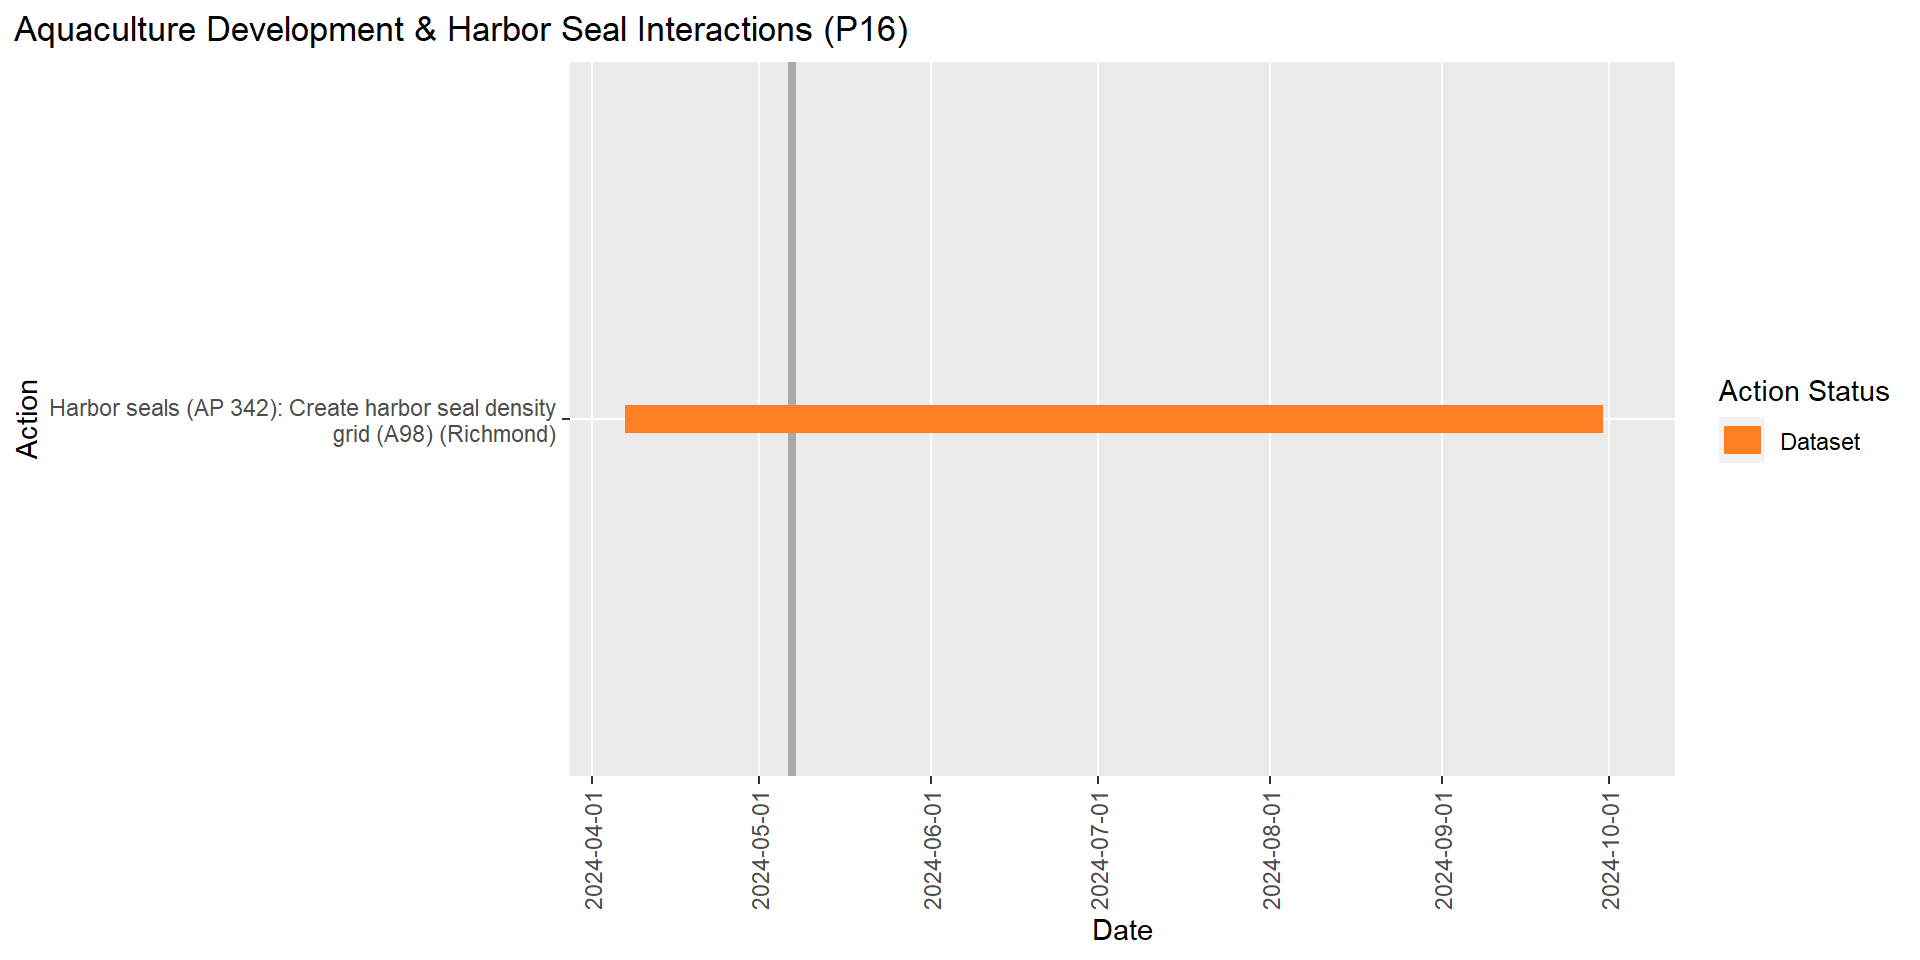 Aquaculture Development & Harbor Seal Interactions (P16)
Action
Harbor seals (AP 342): Create harbor seal density
grid (A98) (Richmond)
Action Status
Dataset
2024-04-01
2024-05-01
2024-06-01
2024-07-01
2024-08-01
2024-09-01
2024-10-01
Date